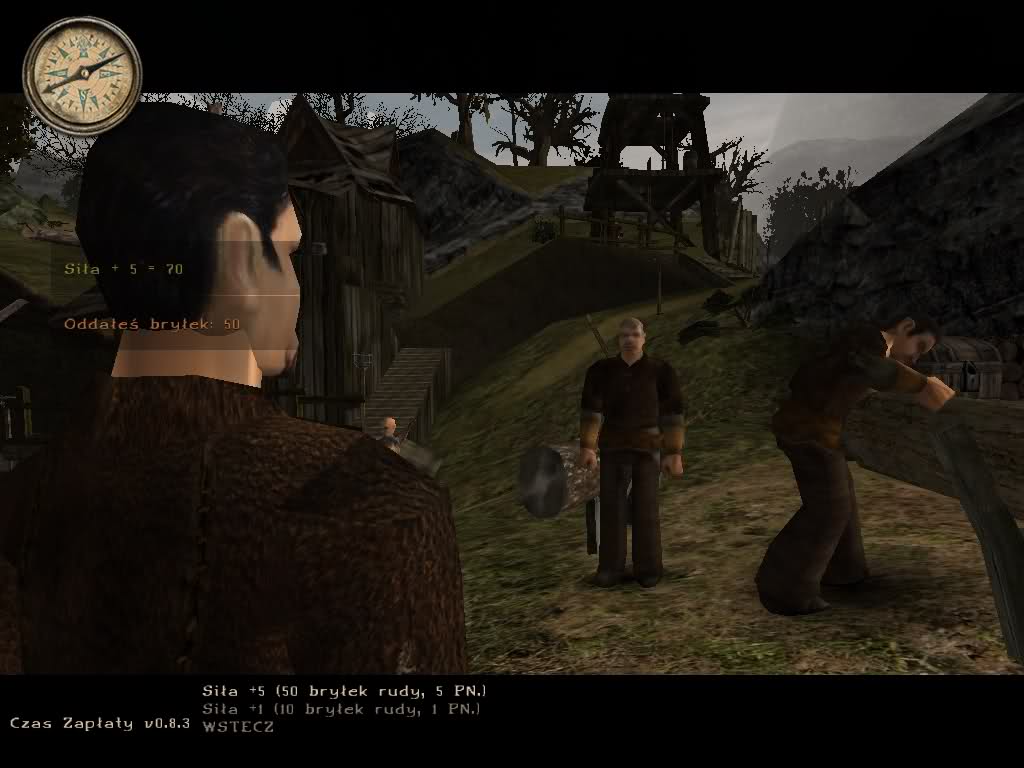 Siła + 5 = 70
Oddałeś bryłek: 50
Siła +5 (50 bryłek rudy, 5 PN.)
Siła +1 (10 bryłek rudy, 1 PN.)
Czas Zapłaty v0.8.3
WSTECZ